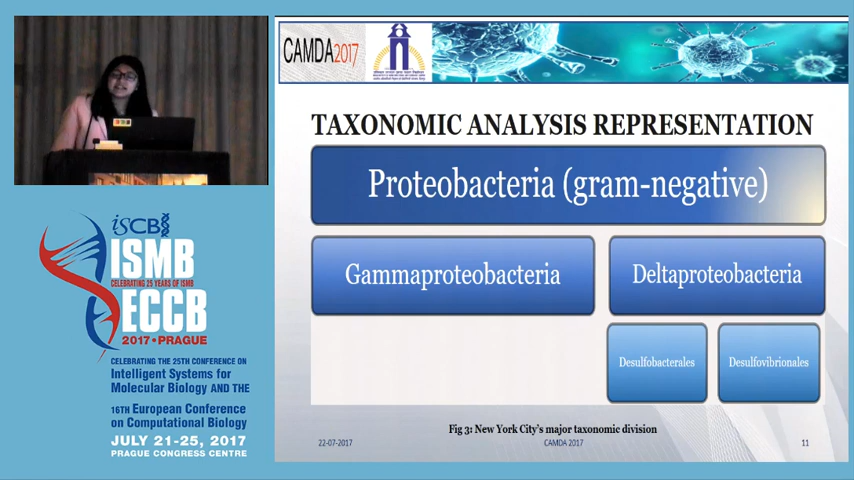 CAMDA2017
TAXONOMIC ANALYSIS REPRESENTATION
Proteobacteria (gram-negative)
Gammaproteobacteria
Deltaproteobacteria
Desulfobacterales
Desulfovibrionales
Fig 3: New York City's major taxonomic division
22-07-2017
CAMDA 2017
11
iSCB
ISMB
CELEBRATING 25 YEARS OF ISMB
ECCB
2017 • PRAGUE
CELEBRATING THE 25TH CONFERENCE ON
Intelligent Systems for
Molecular Biology AND THE
16TH European Conference
on Computational Biology
JULY 21-25, 2017
PRAGUE CONGRESS CENTRE